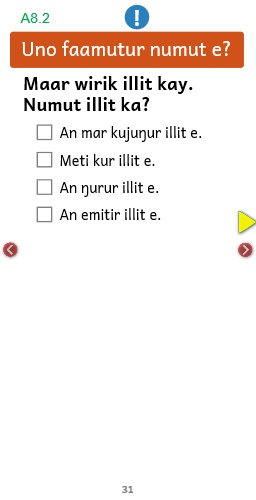 A8.2
!
Uno faamutur numut e?
Maar wirik illit kay.
Numut illit ka?
An mar kujuŋur illit e.
Meti kur illit e.
An ŋurur illit e.
An emitir illit e.
31